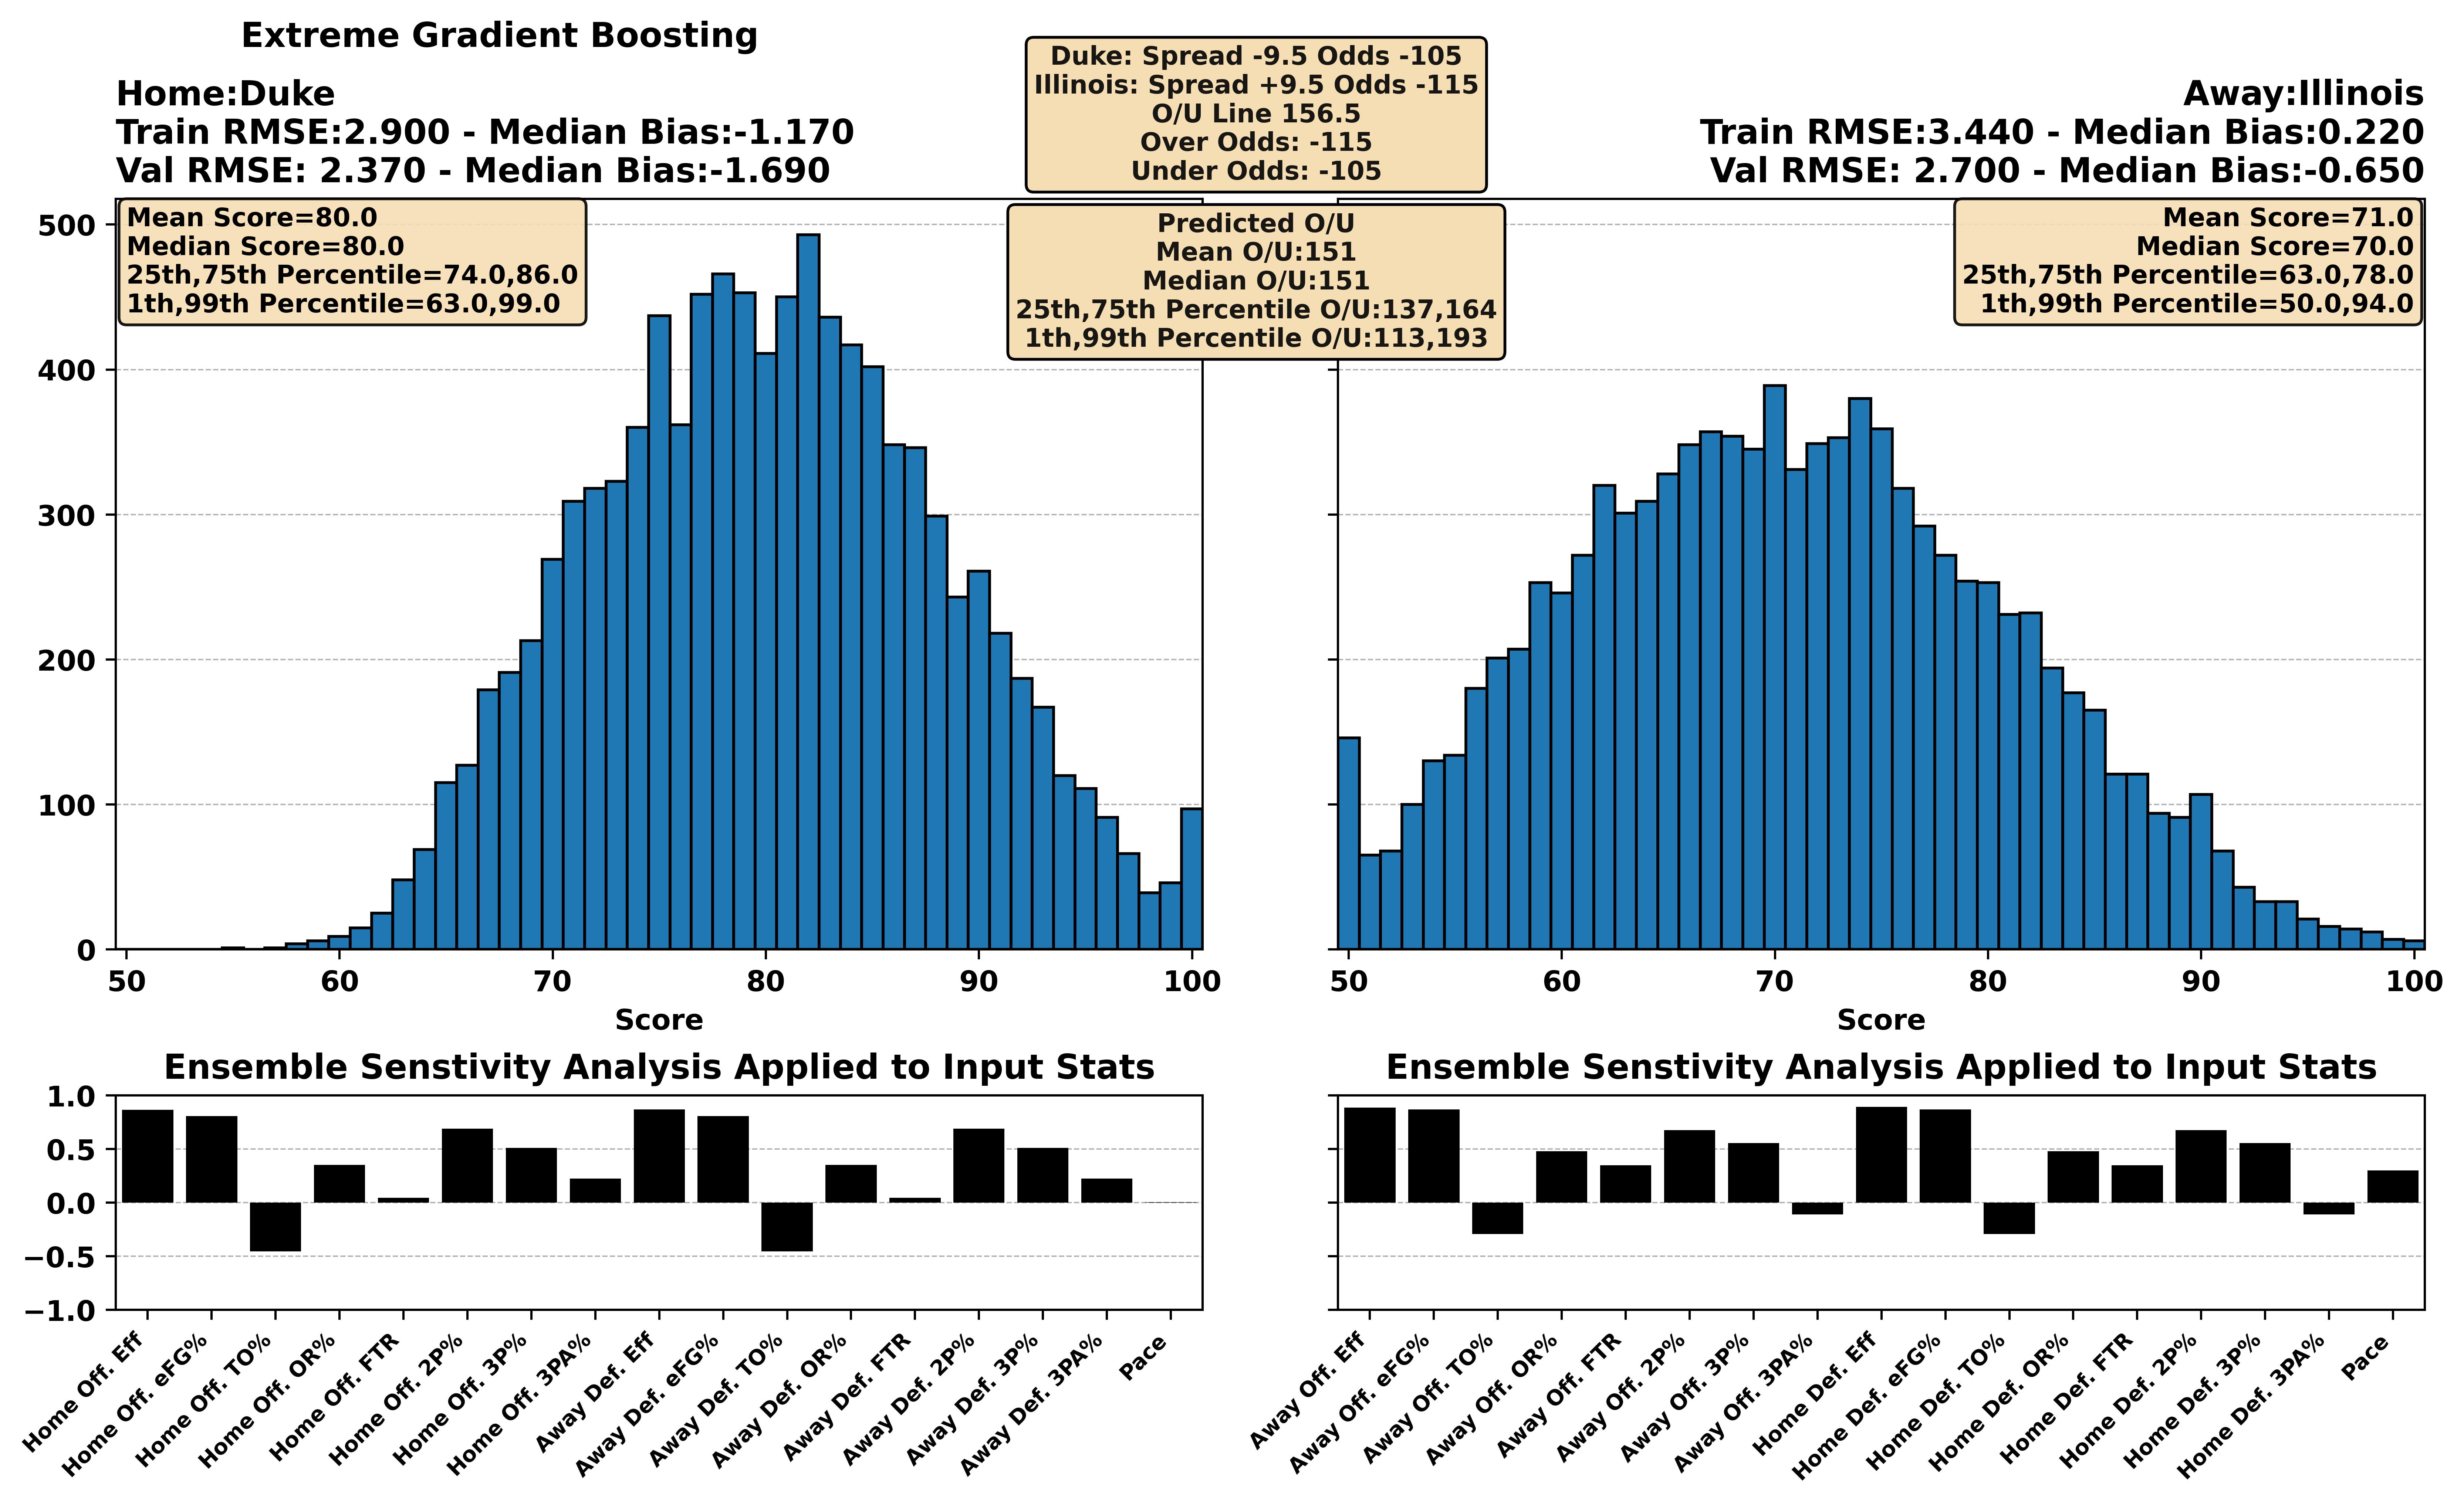 Extreme Gradient Boosting
Home:Duke
Train RMSE:2.900 - Median Bias:-1.170
Val RMSE: 2.370 - Median Bias:-1.690
Duke: Spread -9.5 Odds -105
Illinois: Spread +9.5 Odds -115
O/U Line 156.5
Over Odds: -115
Under Odds: -105
Away:Illinois
Train RMSE:3.440 - Median Bias:0.220
Val RMSE: 2.700 - Median Bias:-0.650
Mean Score=80.0
Median Score=80.0
25th,75th Percentile=74.0,86.0
1th,99th Percentile=63.0,99.0
Predicted O/U
Mean O/U:151
Median O/U:151
25th,75th Percentile O/U:137,164
1th,99th Percentile O/U:113,193
Mean Score=71.0
Median Score=70.0
25th,75th Percentile=63.0,78.0
1th,99th Percentile=50.0,94.0
500
400
300
200
100
0
50 60 70 80 90 100
Score
50 60 70 80 90 100
Score
Ensemble Senstivity Analysis Applied to Input Stats
1.0
0.5
0.0
−0.5
−1.0
Home Off. Eff
Home Off. eFG%
Home Off. TO%
Home Off. OR%
Home Off. FTR
Home Off. 2P%
Home Off. 3P%
Home Off. 3PA%
Away Def. Eff
Away Def. eFG%
Away Def. TO%
Away Def. OR%
Away Def. FTR
Away Def. 2P%
Away Def. 3P%
Away Def. 3PA%
Pace
Ensemble Senstivity Analysis Applied to Input Stats
Away Off. Eff
Away Off. eFG%
Away Off. TO%
Away Off. OR%
Away Off. FTR
Away Off. 2P%
Away Off. 3P%
Away Off. 3PA%
Home Def. Eff
Home Def. eFG%
Home Def. TO%
Home Def. OR%
Home Def. FTR
Home Def. 2P%
Home Def. 3P%
Home Def. 3PA%
Pace